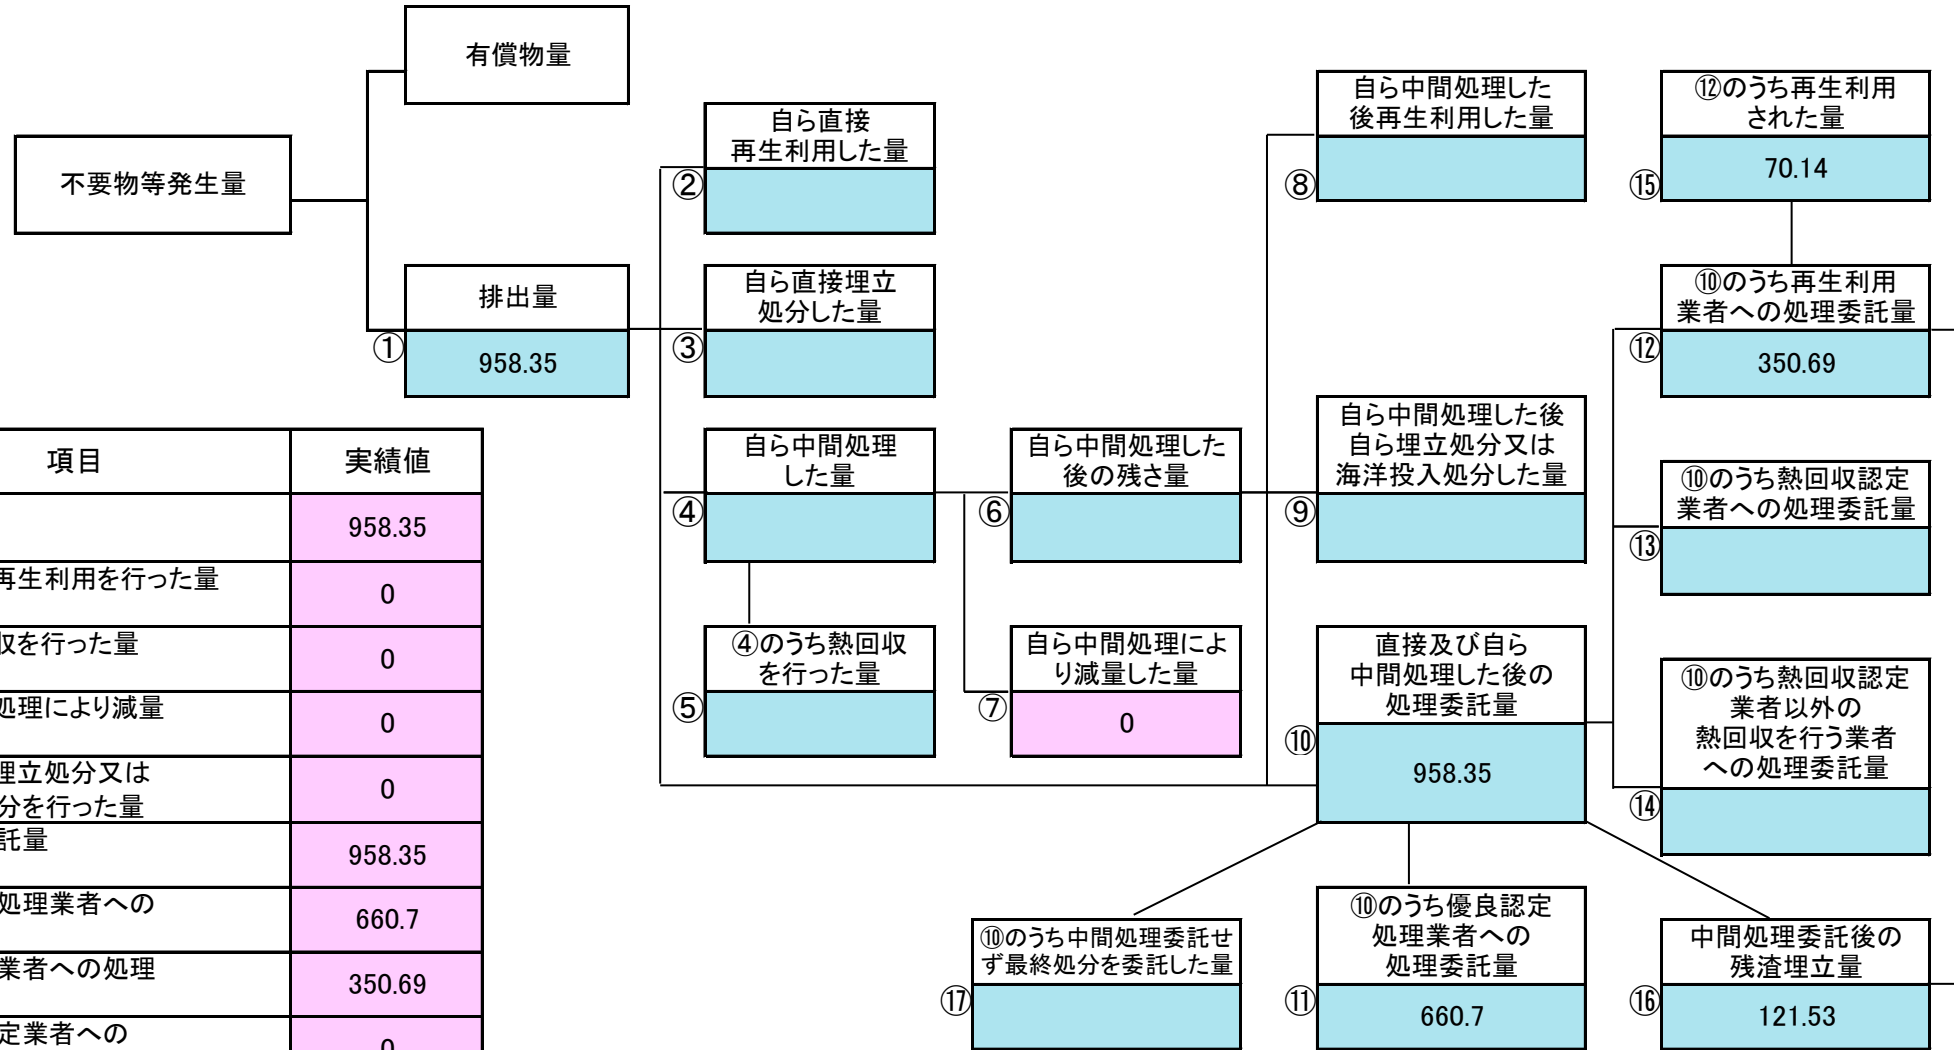 有償物量
不要物等発生量
排出量
①
958.35
自ら直接
再生利用した量
②
自ら直接埋立
処分した量
③
自ら中間処理
した量
④
④のうち熱回収
を行った量
⑤
自ら中間処理した
後の残さ量
⑥
自ら中間処理によ
り減量した量
⑦
0
自ら中間処理した
後再生利用した量
⑧
自ら中間処理した後
自ら埋立処分又は
海洋投入処分した量
⑨
直接及び自ら
中間処理した後の
処理委託量
⑩
958.35
⑫のうち再生利用
された量
70.14
⑮
⑩のうち再生利用
業者への処理委託量
⑫
350.69
⑩のうち熱回収認定
業者への処理委託量
⑬
⑩のうち熱回収認定
業者以外の
熱回収を行う業者
への処理委託量
⑭
⑩のうち中間処理委託せ
ず最終処分を委託した量
⑰
⑩のうち優良認定
処理業者への
処理委託量
⑪
660.7
中間処理委託後の
残渣埋立量
⑯
121.53
項目
実績値
958.35
再生利用を行った量
0
収を行った量
0
処理により減量
0
埋立処分又は
分を行った量
0
託量
958.35
処理業者への
660.7
業者への処理
350.69
定業者への
0